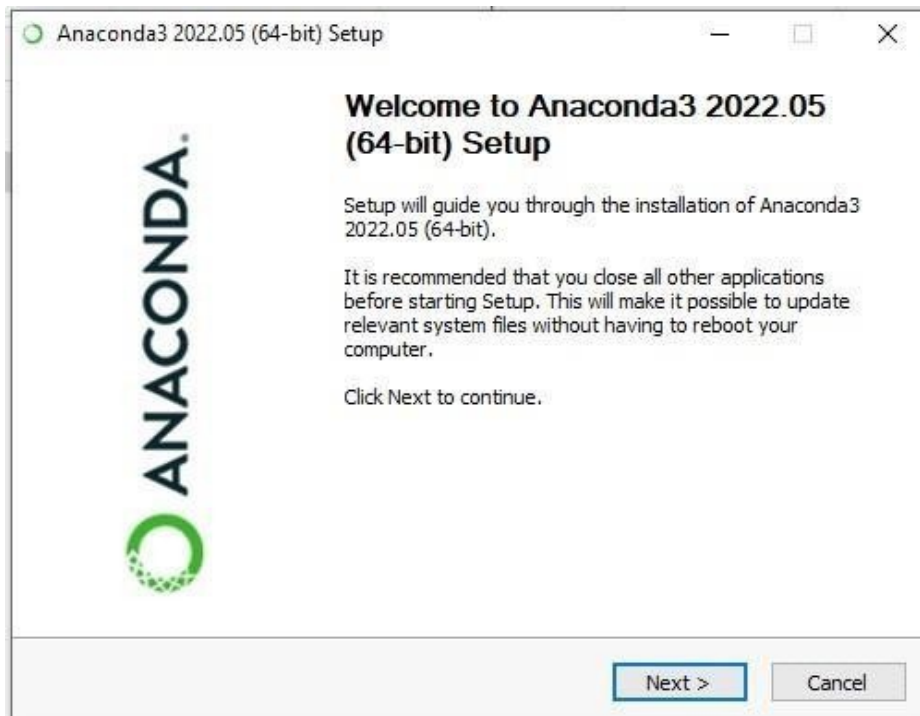 Anaconda3 2022.05 (64-bit) Setup
ANACONDA.
Welcome to Anaconda3 2022.05
(64-bit) Setup
Setup will guide you through the installation of Anaconda3
2022.05 (64-bit).
It is recommended that you close all other applications
before starting Setup. This will make it possible to update
relevant system files without having to reboot your
computer.
Click Next to continue.
Next >
Cancel